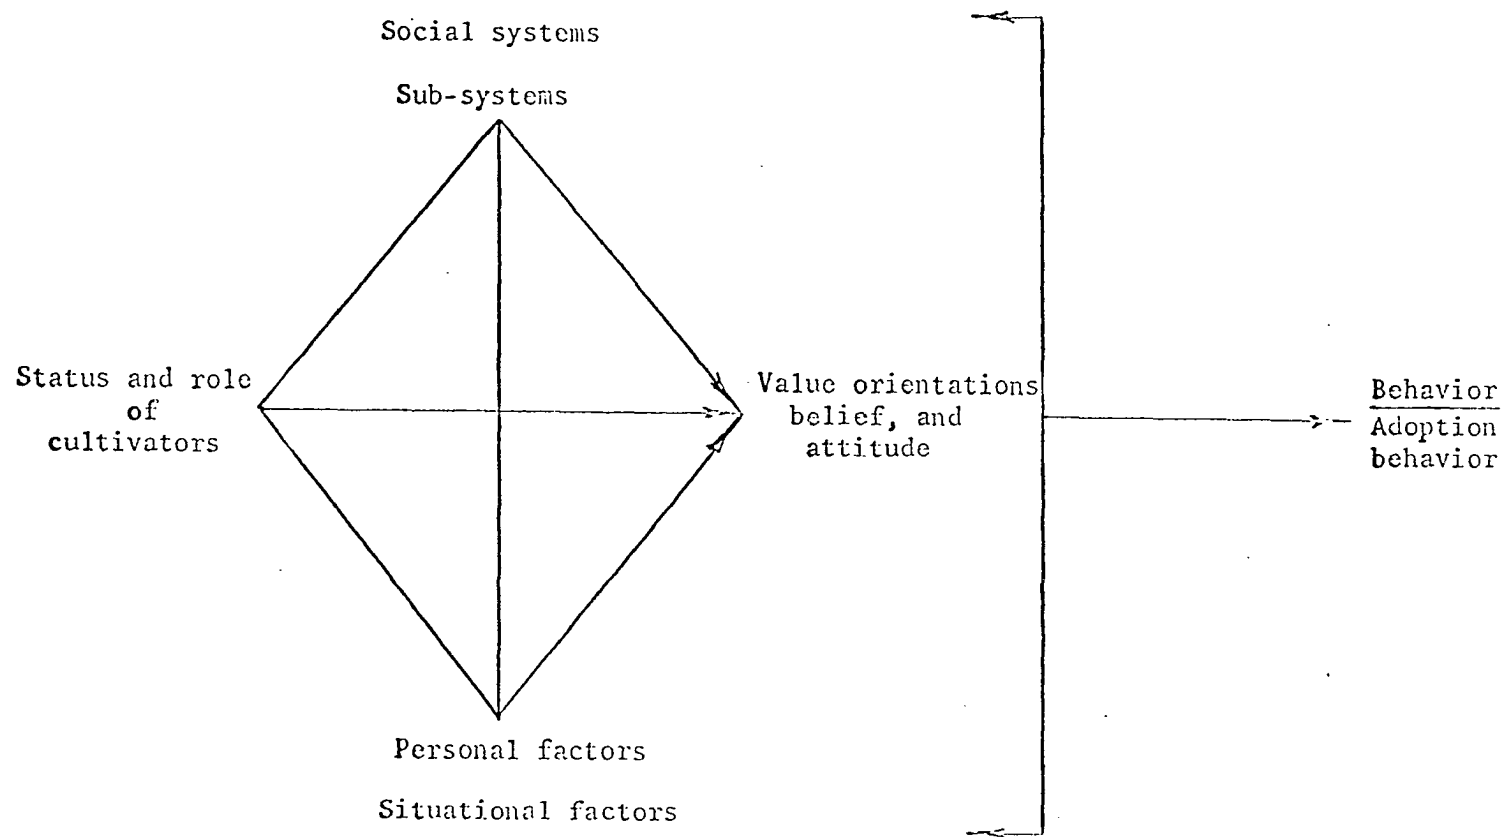 Social systems
Sub-systems
Status and role
of
cultivators
Value orientations
belief, and
attitude
Behavior
Adoption
behavior
Personal factors
Situational factors